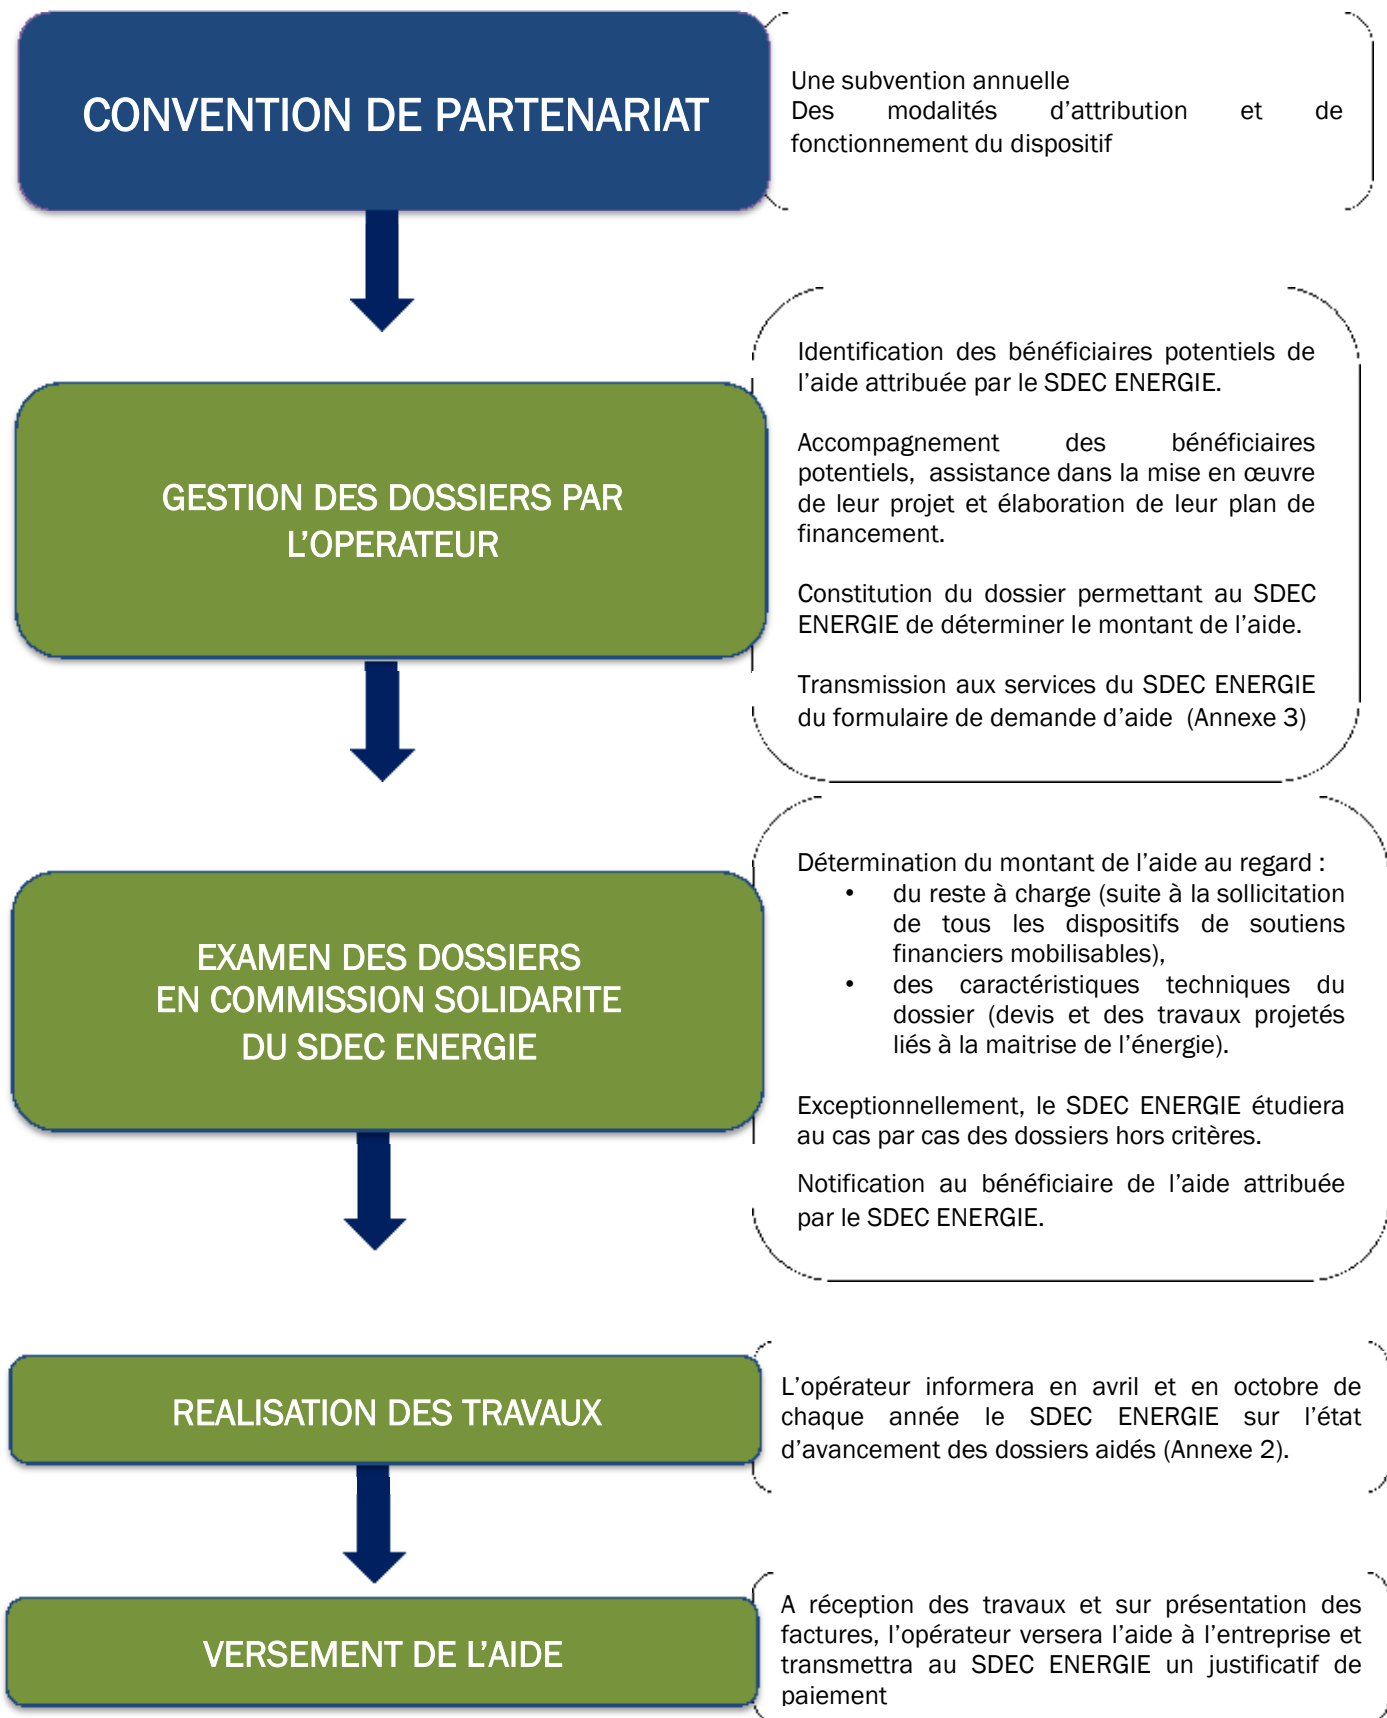 CONVENTION DE PARTENARIAT
Une subvention annuelle
Des modalités d'attribution et de
fonctionnement du dispositif
GESTION DES DOSSIERS PAR
L'OPERATEUR
Identification des bénéficiaires potentiels de
l'aide attribuée par le SDEC ENERGIE.
Accompagnement des bénéficiaires
potentiels, assistance dans la mise en œuvre
de leur projet et élaboration de leur plan de
financement.
Constitution du dossier permettant au SDEC
ENERGIE de déterminer le montant de l'aide.
Transmission aux services du SDEC ENERGIE
du formulaire de demande d'aide (Annexe 3)
EXAMEN DES DOSSIERS
EN COMMISSION SOLIDARITE
DU SDEC ENERGIE
Détermination du montant de l'aide au regard :
• du reste à charge (suite à la sollicitation
de tous les dispositifs de soutiens
financiers mobilisables),
• des caractéristiques techniques du
dossier (devis et des travaux projetés
liés à la maitrise de l'énergie).
Exceptionnellement, le SDEC ENERGIE étudiera
au cas par cas des dossiers hors critères.
Notification au bénéficiaire de l'aide attribuée
par le SDEC ENERGIE.
REALISATION DES TRAVAUX
L'opérateur informera en avril et en octobre de
chaque année le SDEC ENERGIE sur l'état
d'avancement des dossiers aidés (Annexe 2).
VERSEMENT DE L'AIDE
A réception des travaux et sur présentation des
factures, l'opérateur versera l'aide à l'entreprise et
transmettra au SDEC ENERGIE un justificatif de
paiement